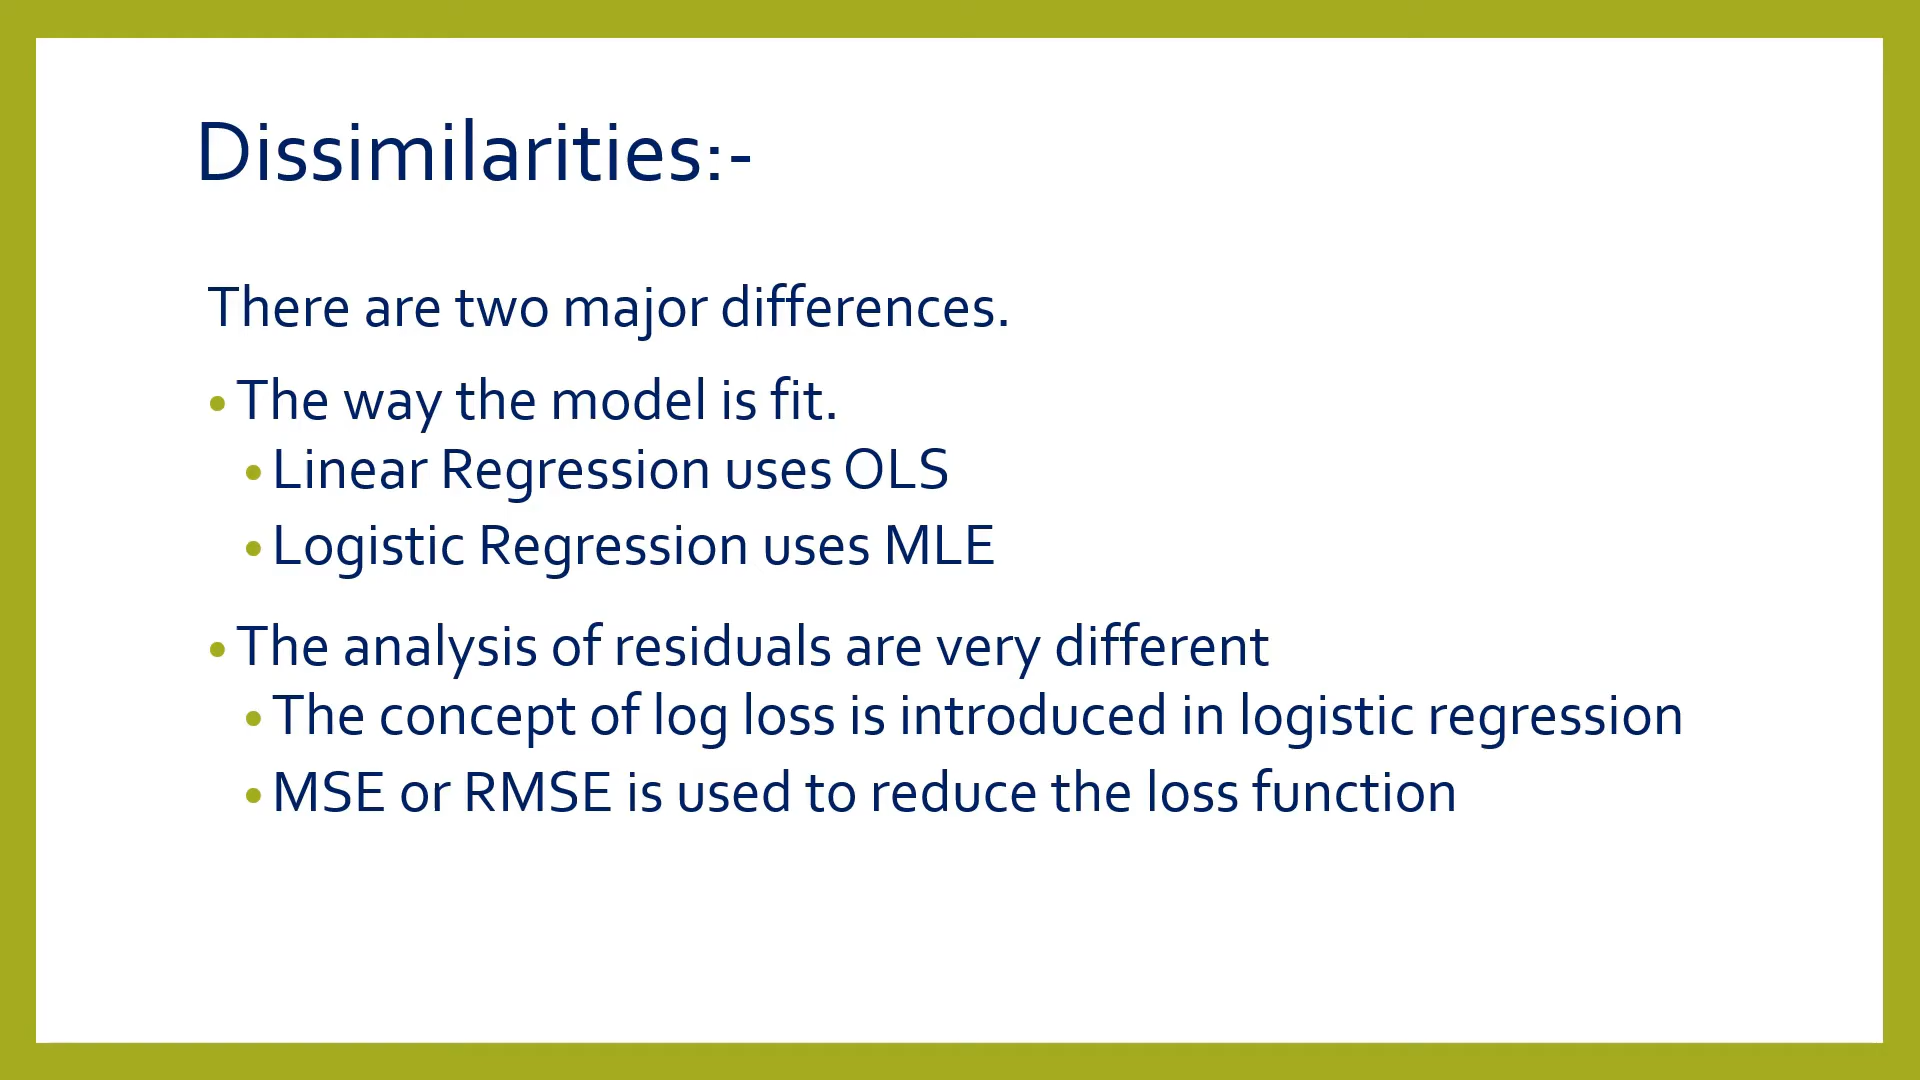 Dissimilarities:-
There are two major differences.
• The way the model is fit.
• Linear Regression uses OLS
• Logistic Regression uses MLE
• The analysis of residuals are very different
• The concept of log loss is introduced in logistic regression
• MSE or RMSE is used to reduce the loss function